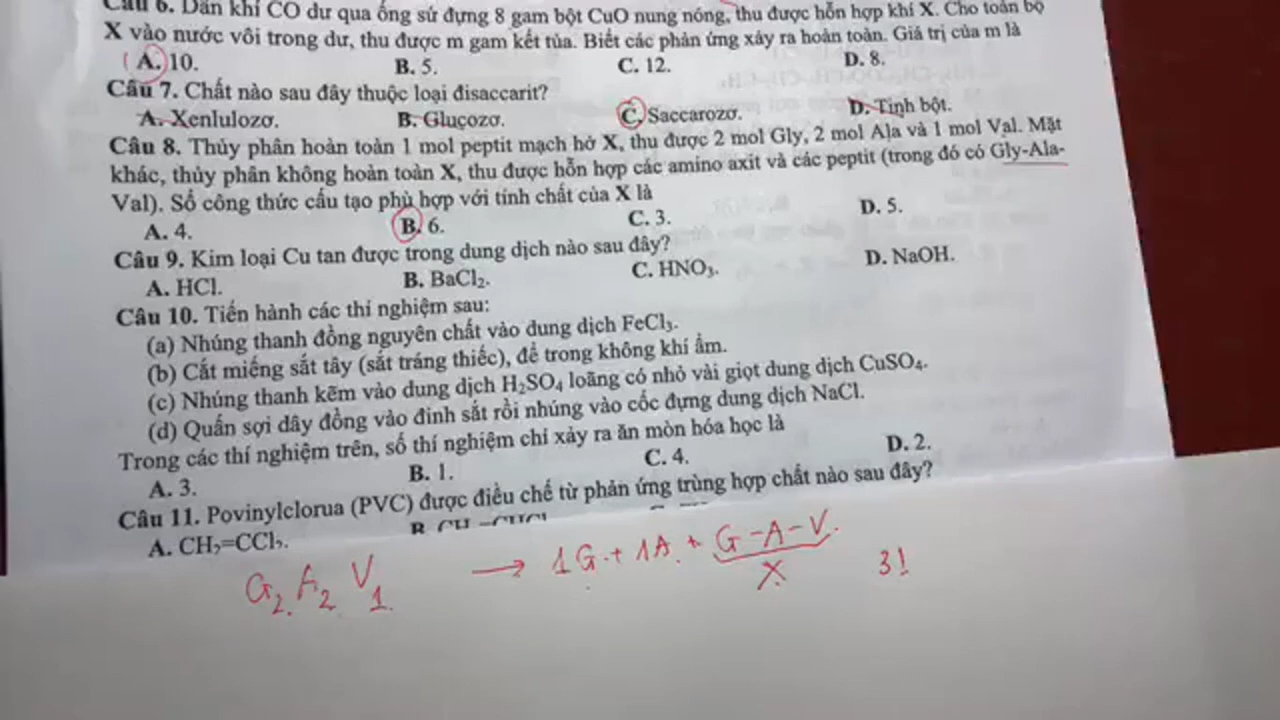 Câu 6. Dẫn khí CO dư qua ống sứ đựng 8 gam bột CuO nung nóng, thu được hỗn hợp khí X. Cho toàn bộ
X vào nước vôi trong dư, thu được m gam kết tủa. Biết các phản ứng xảy ra hoàn toàn. Giá trị của m là
A. 10. B. 5. C. 12. D. 8.
Câu 7. Chất nào sau đây thuộc loại đisaccarit?
A. Xenlulozơ. B. Glucozơ. C. Saccarozơ. D. Tinh bột.
Câu 8. Thủy phân hoàn toàn 1 mol peptit mạch hở X, thu được 2 mol Gly, 2 mol Ala và 1 mol Val. Mặt
khác, thủy phân không hoàn toàn X, thu được hỗn hợp các amino axit và các peptit (trong đó có Gly-Ala-
Val). Số công thức cấu tạo phù hợp với tính chất của X là
A. 4. B. 6. C. 3. D. 5.
Câu 9. Kim loại Cu tan được trong dung dịch nào sau đây?
A. HCl. B. BaCl₂. C. HNO₃. D. NaOH.
Câu 10. Tiến hành các thí nghiệm sau:
(a) Nhúng thanh đồng nguyên chất vào dung dịch FeCl₃.
(b) Cắt miếng sắt tây (sắt tráng thiếc), để trong không khí ẩm.
(c) Nhúng thanh kẽm vào dung dịch H₂SO₄ loãng có nhỏ vài giọt dung dịch CuSO₄.
(d) Quấn sợi dây đồng vào đinh sắt rồi nhúng vào cốc đựng dung dịch NaCl.
Trong các thí nghiệm trên, số thí nghiệm chỉ xảy ra ăn mòn hóa học là
A. 3. B. 1. C. 4. D. 2.
Câu 11. Povinylclorua (PVC) được điều chế từ phản ứng trùng hợp chất nào sau đây?
A. CH₂=CCl₂.
G₂ A₂ V₁ → 1G + 1A + G-A-V 3!
X